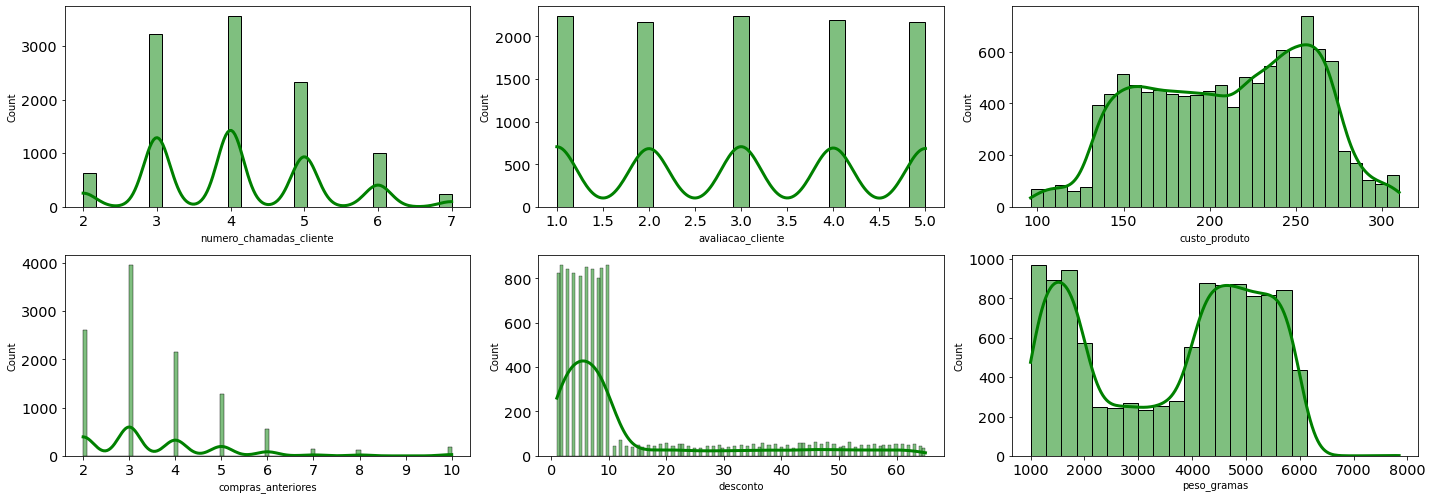 3000
2000
1000
0
Count
2 3 4 5 6 7
numero_chamadas_cliente
2000
1500
1000
500
0
Count
1.0 1.5 2.0 2.5 3.0 3.5 4.0 4.5 5.0
avaliacao_cliente
600
400
200
0
Count
100 150 200 250 300
custo_produto
4000
3000
2000
1000
0
Count
2 3 4 5 6 7 8 9 10
compras_anteriores
800
600
400
200
0
Count
0 10 20 30 40 50 60
desconto
1000
800
600
400
200
0
Count
1000 2000 3000 4000 5000 6000 7000 8000
peso_gramas